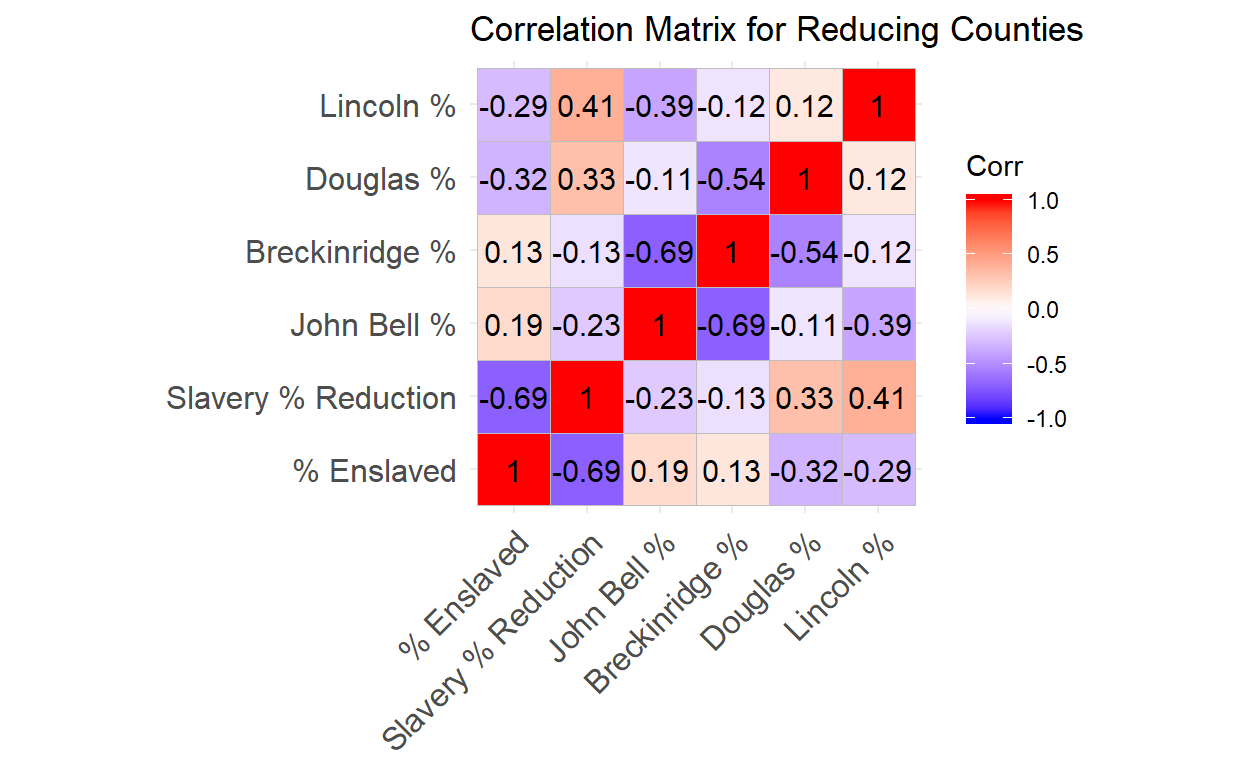 Correlation Matrix for Reducing Counties
Lincoln % -0.29 0.41 -0.39 -0.12 0.12 1
Douglas % -0.32 0.33 -0.11 -0.54 1 0.12
Breckinridge % 0.13 -0.13 -0.69 1 -0.54 -0.12
John Bell % 0.19 -0.23 1 -0.69 -0.11 -0.39
Slavery % Reduction -0.69 1 -0.23 -0.13 0.33 0.41
% Enslaved 1 -0.69 0.19 0.13 -0.32 -0.29
% Enslaved
Slavery % Reduction
John Bell %
Breckinridge %
Douglas %
Lincoln %
Corr
1.0
0.5
0.0
-0.5
-1.0